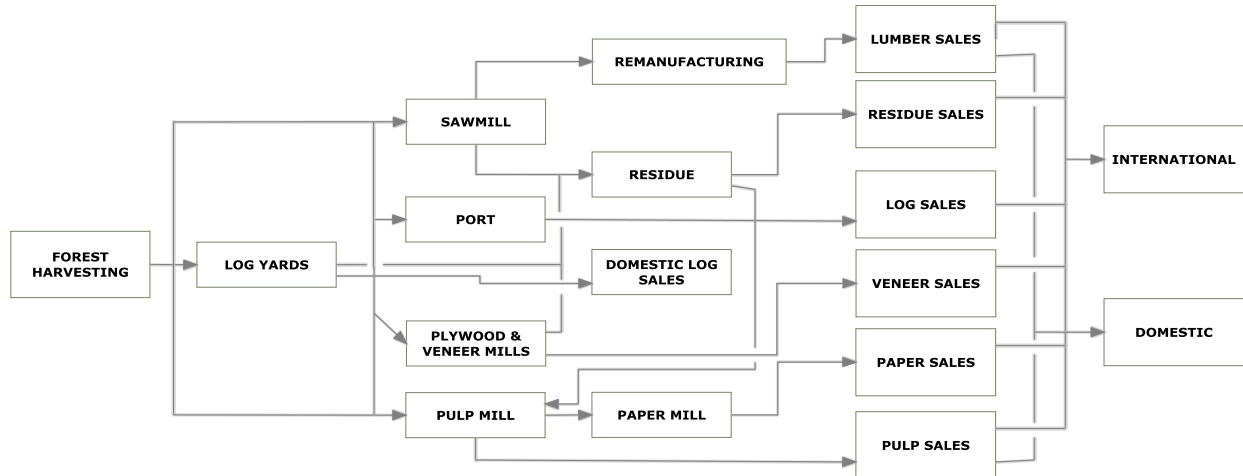 LUMBER SALES
REMANUFACTURING
RESIDUE SALES
SAWMILL
INTERNATIONAL
RESIDUE
LOG SALES
PORT
FOREST
HARVESTING
LOG YARDS
DOMESTIC LOG
SALES
VENEER SALES
PLYWOOD &
VENEER MILLS
DOMESTIC
PAPER SALES
PULP MILL
PAPER MILL
PULP SALES